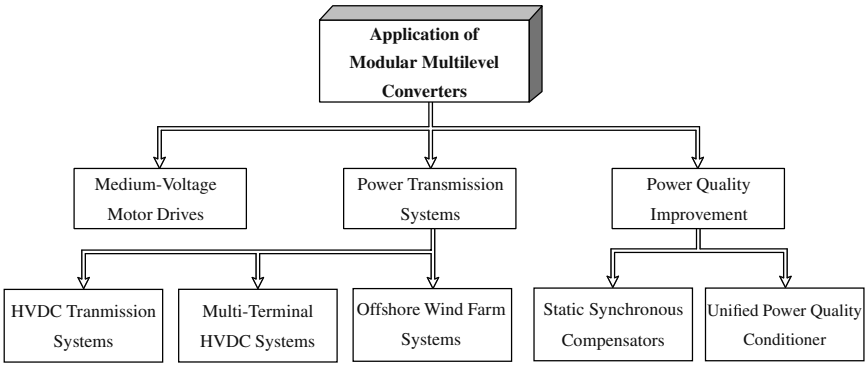 Application of
Modular Multilevel
Converters
Medium-Voltage
Motor Drives
Power Transmission
Systems
Power Quality
Improvement
HVDC Tranmission
Systems
Multi-Terminal
HVDC Systems
Offshore Wind Farm
Systems
Static Synchronous
Compensators
Unified Power Quality
Conditioner